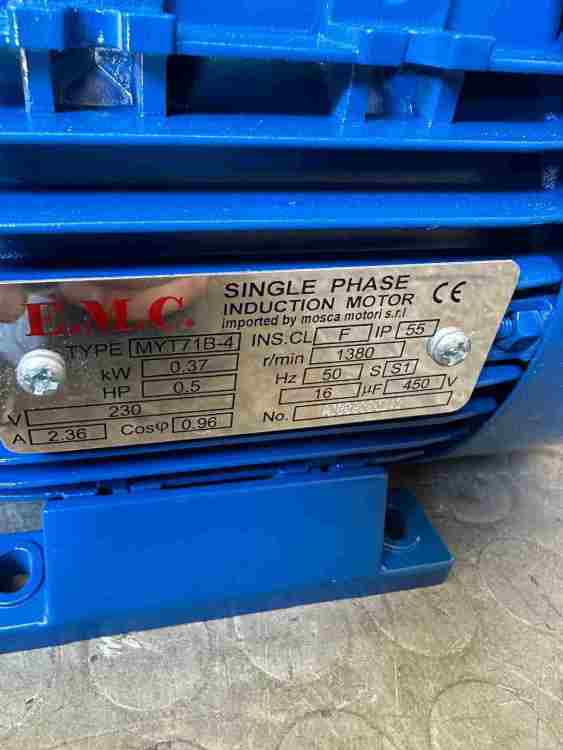 E.M.C.
SINGLE PHASE
INDUCTION MOTOR
imported by mosca motori s.r.l
CE
TYPE MY171B-4 INS.CL F IP 55
kW 0.37 r/min 1380
HP 0.5 Hz 50 S S1
V 230 16 µF 450 V
A 2.36 Cosφ 0.96 No.